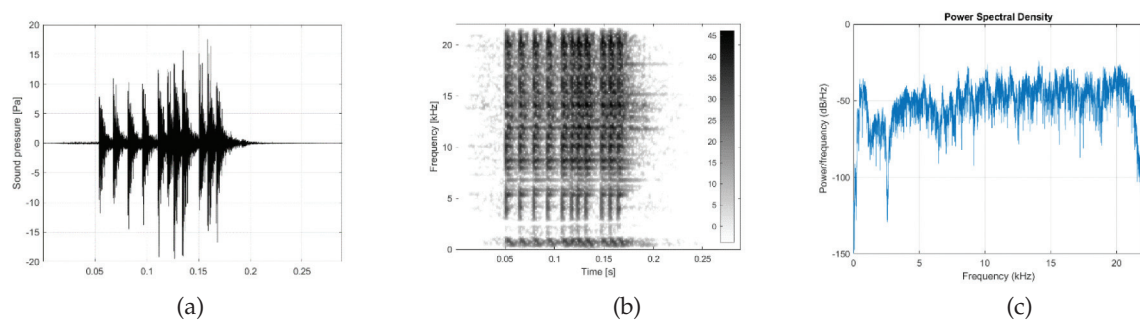 20
15
10
5
0
-5
-10
-15
-20
Sound pressure [Pa]
0.05 0.1 0.15 0.2 0.25
(a)
20
15
10
5
0
Frequency [kHz]
45
40
35
30
25
20
15
10
5
0
0.05 0.1 0.15 0.2 0.25
Time [s]
(b)
Power Spectral Density
0
-50
-100
-150
Power/frequency (dB/Hz)
0 5 10 15 20
Frequency (kHz)
(c)